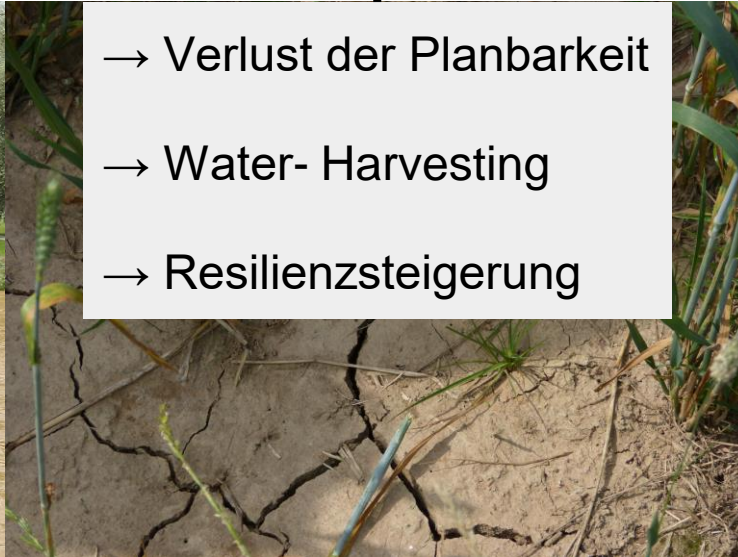 → Verlust der Planbarkeit
→ Water- Harvesting
→ Resilienzsteigerung